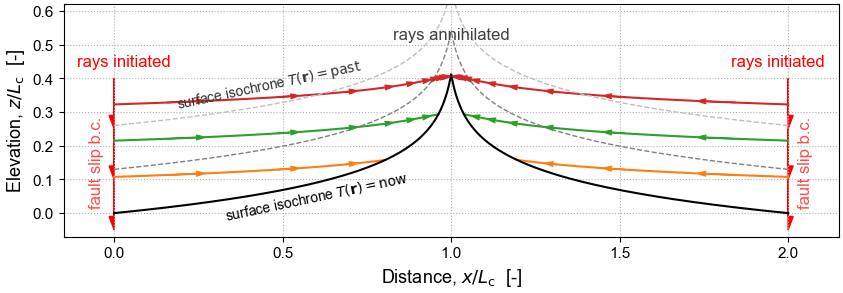 0.6
0.5
0.4
0.3
0.2
0.1
0.0
Elevation, z/Lc [-]
rays annihilated
rays initiated
rays initiated
surface isochrone T(r) = past
fault slip b.c.
fault slip b.c.
surface isochrone T(r) = now
0.0 0.5 1.0 1.5 2.0
Distance, x/Lc [-]